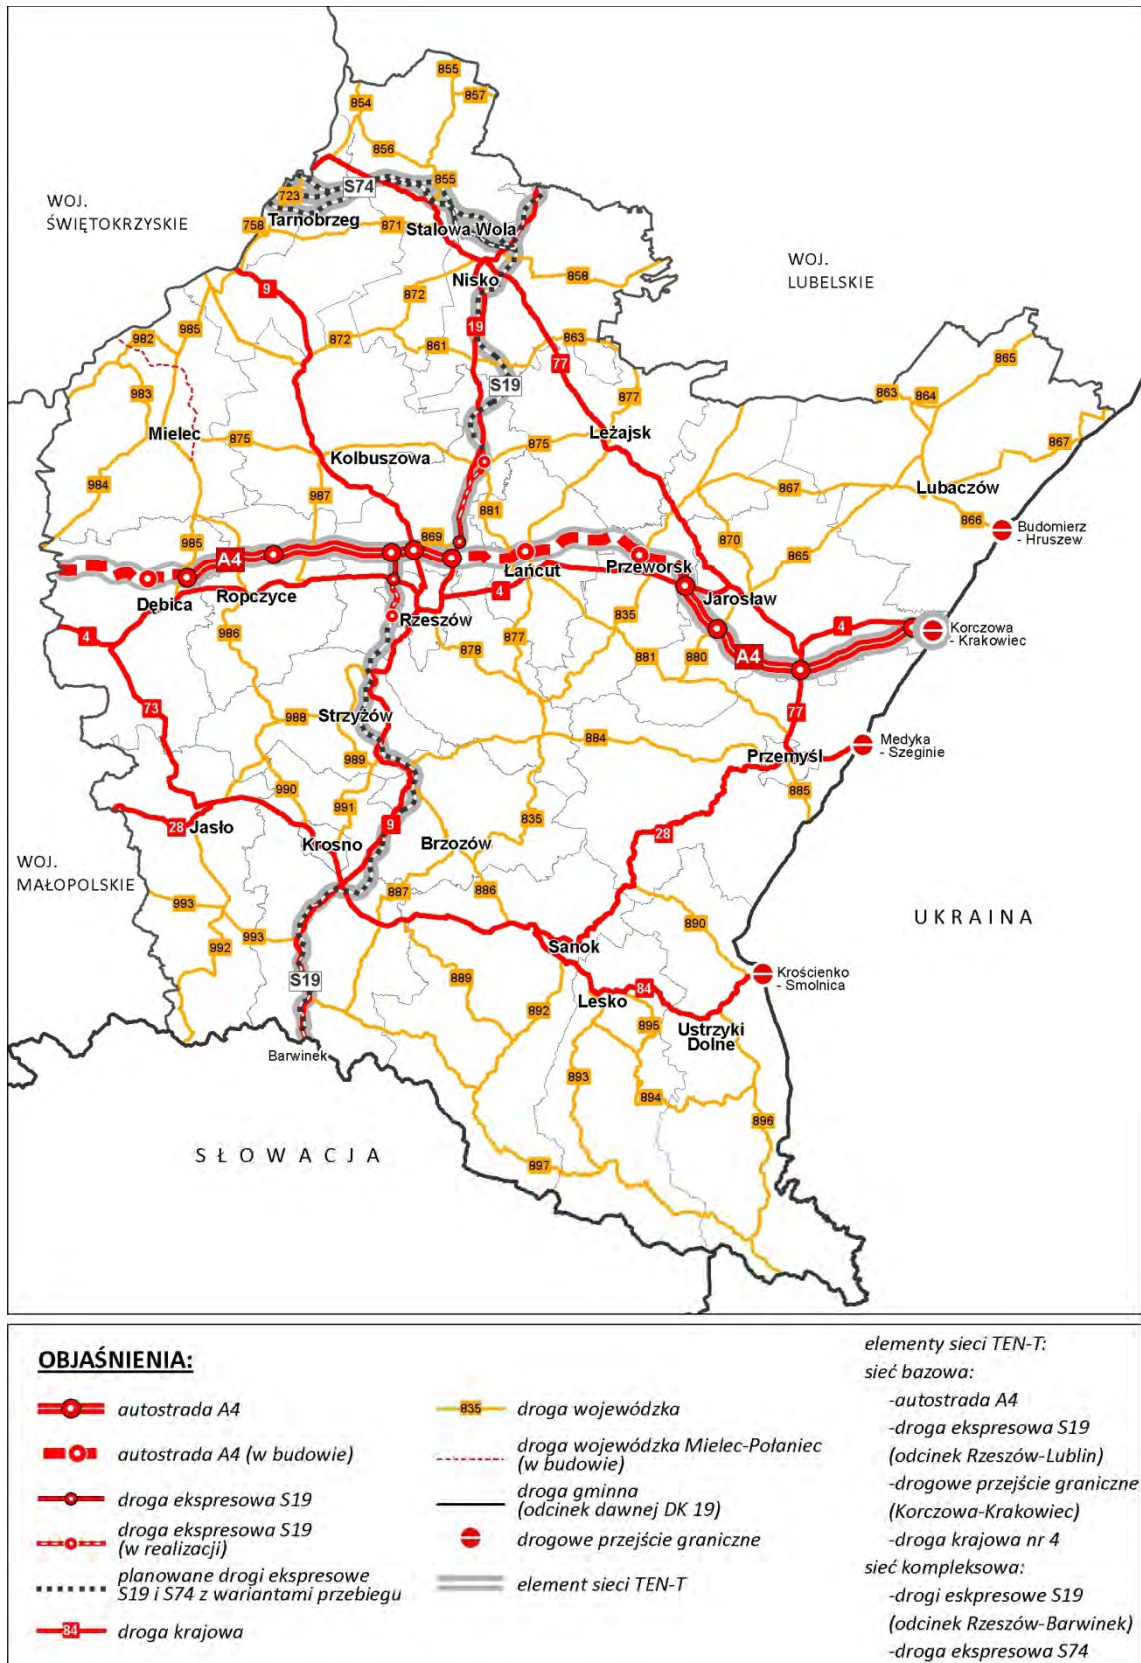 855
857
854
856
855
S74
723
WOJ.
ŚWIĘTOKRZYSKIE
Tarnobrzeg
758
871
Stalowa Wola
WOJ.
LUBELSKIE
858
Nisko
9
872
19
985
982
872
861
863
77
865
S19
983
877
863
864
Mielec
875
Leżajsk
875
867
Kolbuszowa
984
987
867
Lubaczów
881
866
Budomierz
- Hruszew
985
A4
869
870
865
Łańcut
Przeworsk
Dębica
Ropczyce
4
Jarosław
Rzeszów
835
4
986
877
4
Korczowa
- Krakowiec
878
881
880
A4
73
988
Strzyżów
77
884
Medyka
- Szeginie
989
Przemyśl
990
885
991
28
Jasło
9
835
28
Krosno
Brzozów
WOJ.
MAŁOPOLSKIE
887
886
993
890
UKRAINA
993
992
Sanok
S19
889
84
Krościenko
- Smolnica
Lesko
892
895
Ustrzyki
Dolne
Barwinek
893
894
896
SŁOWACJA
897
OBJAŚNIENIA:
autostrada A4
autostrada A4 (w budowie)
droga ekspresowa S19
droga ekspresowa S19
(w realizacji)
planowane drogi ekspresowe
S19 i S74 z wariantami przebiegu
84
droga krajowa
835
droga wojewódzka
droga wojewódzka Mielec-Połaniec
(w budowie)
droga gminna
(odcinek dawnej DK 19)
drogowe przejście graniczne
element sieci TEN-T
elementy sieci TEN-T:
sieć bazowa:
-autostrada A4
-droga ekspresowa S19
(odcinek Rzeszów-Lublin)
-drogowe przejście graniczne
(Korczowa-Krakowiec)
-droga krajowa nr 4
sieć kompleksowa:
-drogi eskpresowe S19
(odcinek Rzeszów-Barwinek)
-droga ekspresowa S74